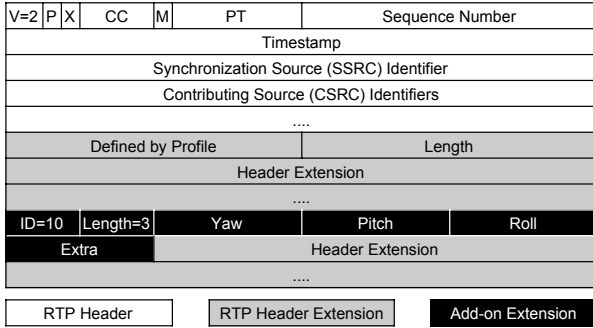 V=2 P X CC M PT Sequence Number
Timestamp
Synchronization Source (SSRC) Identifier
Contributing Source (CSRC) Identifiers
....
Defined by Profile Length
Header Extension
....
ID=10 Length=3 Yaw Pitch Roll
Extra Header Extension
....
RTP Header RTP Header Extension Add-on Extension